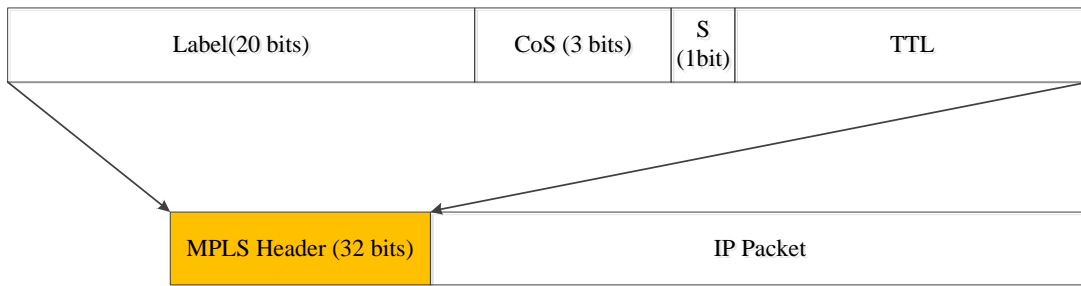 Label(20 bits)
CoS (3 bits)
S
(1bit)
TTL
MPLS Header (32 bits)
IP Packet